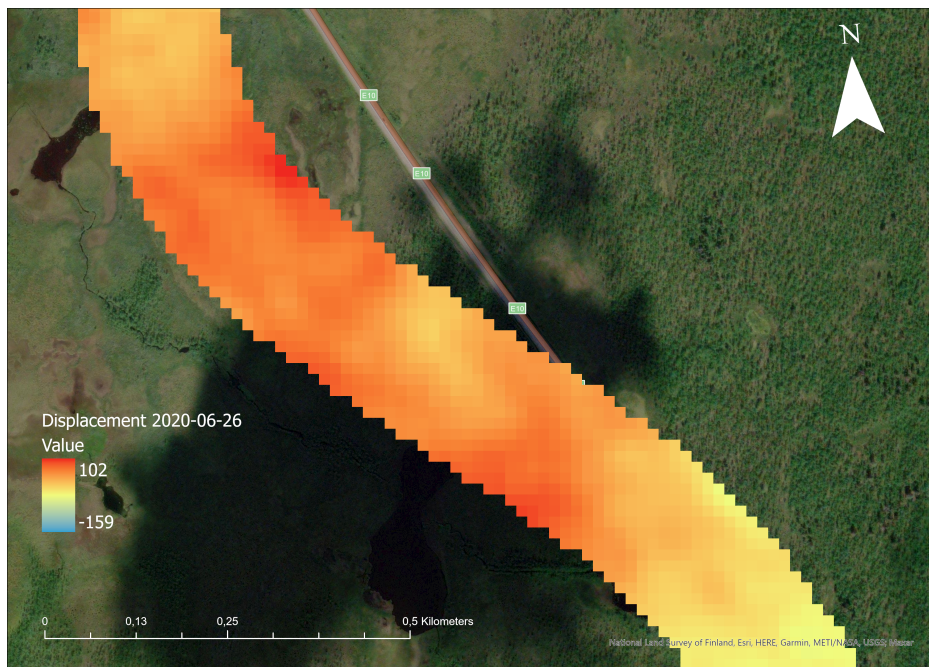 N
E10
E10
E10
Displacement 2020-06-26
Value
102
-159
0 0,13 0,25 0,5 Kilometers
National Land Survey of Finland, Esri, HERE, Garmin, METI/NASA, USGS; Maxar